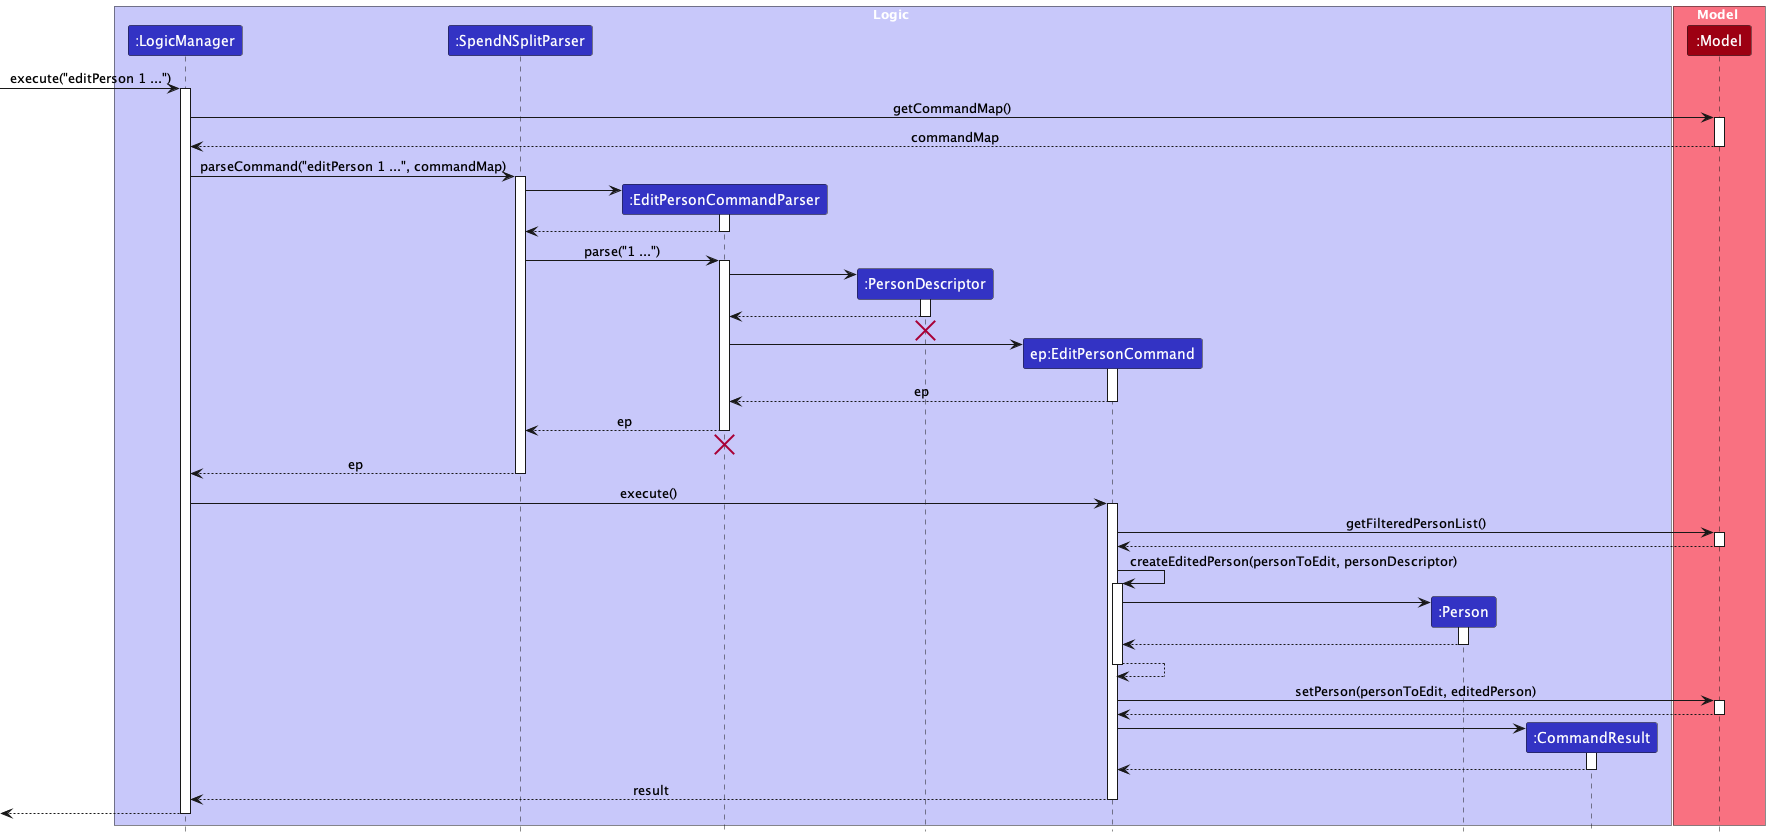 Logic
Model
:LogicManager
:SpendNSplitParser
:Model
execute("editPerson 1 ...")
getCommandMap()
commandMap
parseCommand("editPerson 1 ...", commandMap)
:EditPersonCommandParser
parse("1 ...")
:PersonDescriptor
ep:EditPersonCommand
ep
ep
ep
execute()
getFilteredPersonList()
createEditedPerson(personToEdit, personDescriptor)
:Person
setPerson(personToEdit, editedPerson)
:CommandResult
result